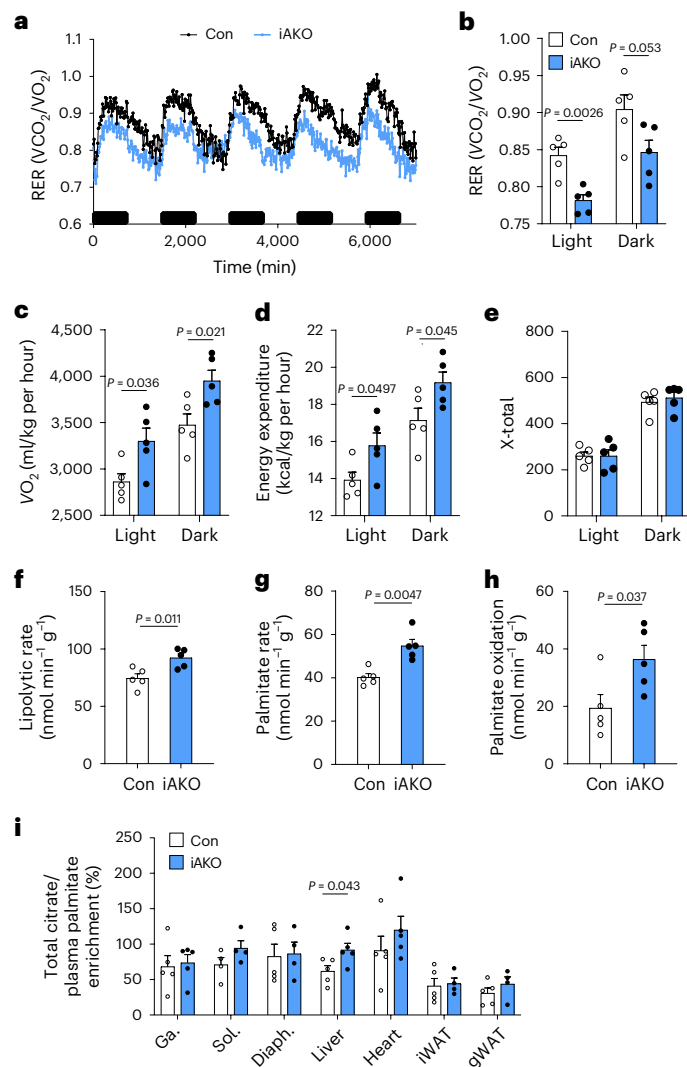 a
Con iAKO
RER (VCO2/VO2)
1.1
1.0
0.9
0.8
0.7
0.6
0 2,000 4,000 6,000
Time (min)
b
Con
iAKO
RER (VCO2/VO2)
1.00
0.95
0.90
0.85
0.80
0.75
P = 0.0026
P = 0.053
Light Dark
c
VO2 (ml/kg per hour)
4,500
4,000
3,500
3,000
2,500
P = 0.036
P = 0.021
Light Dark
d
Energy expenditure
(kcal/kg per hour)
22
20
18
16
14
12
P = 0.0497
P = 0.045
Light Dark
e
X-total
800
600
400
200
0
Light Dark
f
Lipolytic rate
(nmol min−1 g−1)
150
100
50
0
P = 0.011
Con iAKO
g
Palmitate rate
(nmol min−1 g−1)
80
60
40
20
0
P = 0.0047
Con iAKO
h
Palmitate oxidation
(nmol min−1 g−1)
60
40
20
0
P = 0.037
Con iAKO
i
Con
iAKO
Total citrate/
plasma palmitate
enrichment (%)
250
200
150
100
50
0
P = 0.043
Ga. Sol. Diaph. Liver Heart iWAT gWAT